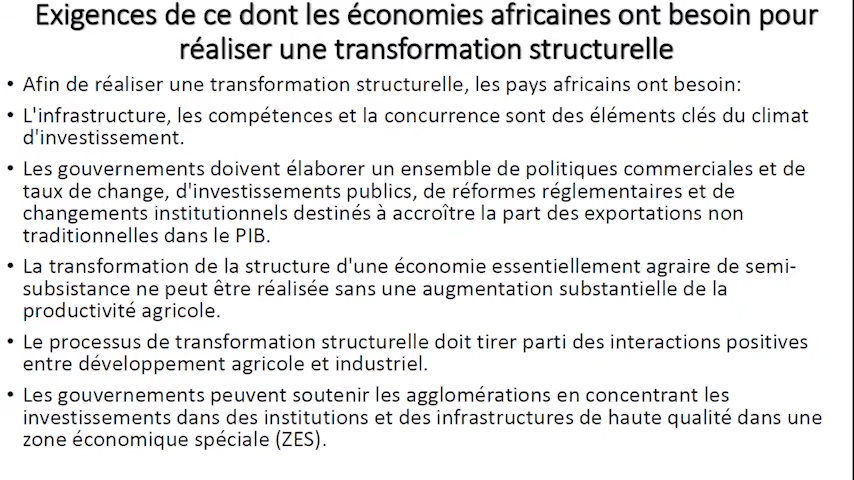 Exigences de ce dont les économies africaines ont besoin pour
réaliser une transformation structurelle
• Afin de réaliser une transformation structurelle, les pays africains ont besoin:
• L'infrastructure, les compétences et la concurrence sont des éléments clés du climat
d'investissement.
• Les gouvernements doivent élaborer un ensemble de politiques commerciales et de
taux de change, d'investissements publics, de réformes réglementaires et de
changements institutionnels destinés à accroître la part des exportations non
traditionnelles dans le PIB.
• La transformation de la structure d'une économie essentiellement agraire de semi-
subsistance ne peut être réalisée sans une augmentation substantielle de la
productivité agricole.
• Le processus de transformation structurelle doit tirer parti des interactions positives
entre développement agricole et industriel.
• Les gouvernements peuvent soutenir les agglomérations en concentrant les
investissements dans des institutions et des infrastructures de haute qualité dans une
zone économique spéciale (ZES).